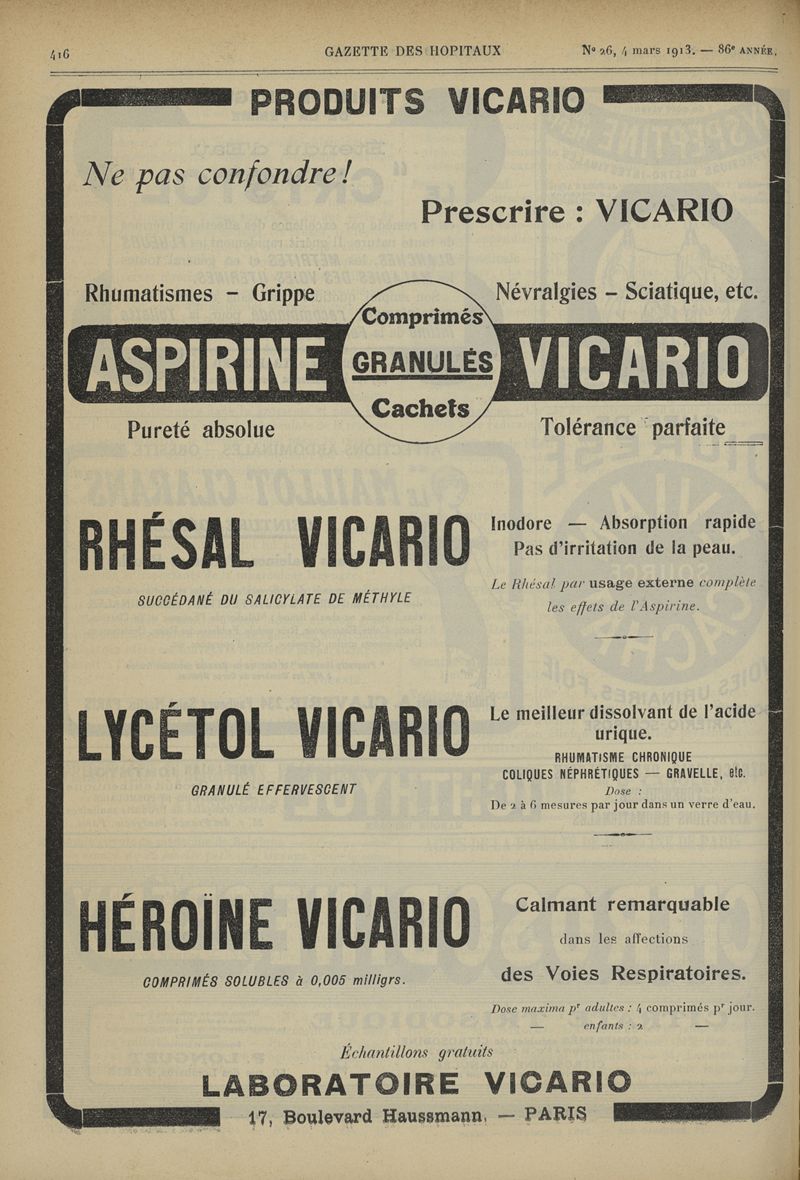 416
GAZETTE DES HOPITAUX
Nº 26, 4 mars 1913. — 86e ANNÉE.
PRODUITS VICARIO
Ne pas confondre!
Prescrire : VICARIO
Rhumatismes - Grippe
Névralgies - Sciatique, etc.
Comprimés
ASPIRINE GRANULÉS VICARIO
Cachets
Pureté absolue
Tolérance parfaite
RHÉSAL VICARIO
SUCCÉDANÉ DU SALICYLATE DE MÉTHYLE
Inodore — Absorption rapide
Pas d'irritation de la peau.
Le Rhésal par usage externe complète
les effets de l'Aspirine.
LYCÉTOL VICARIO
GRANULÉ EFFERVESCENT
Le meilleur dissolvant de l'acide
urique.
RHUMATISME CHRONIQUE
COLIQUES NÉPHRÉTIQUES — GRAVELLE, etc.
Dose :
De 2 à 6 mesures par jour dans un verre d'eau.
HÉROÏNE VICARIO
COMPRIMÉS SOLUBLES à 0,005 milligrs.
Calmant remarquable
dans les affections
des Voies Respiratoires.
Dose maxima pr adultes : 4 comprimés pr jour.
— enfants : 2 —
Échantillons gratuits
LABORATOIRE VICARIO
17, Boulevard Haussmann, — PARIS